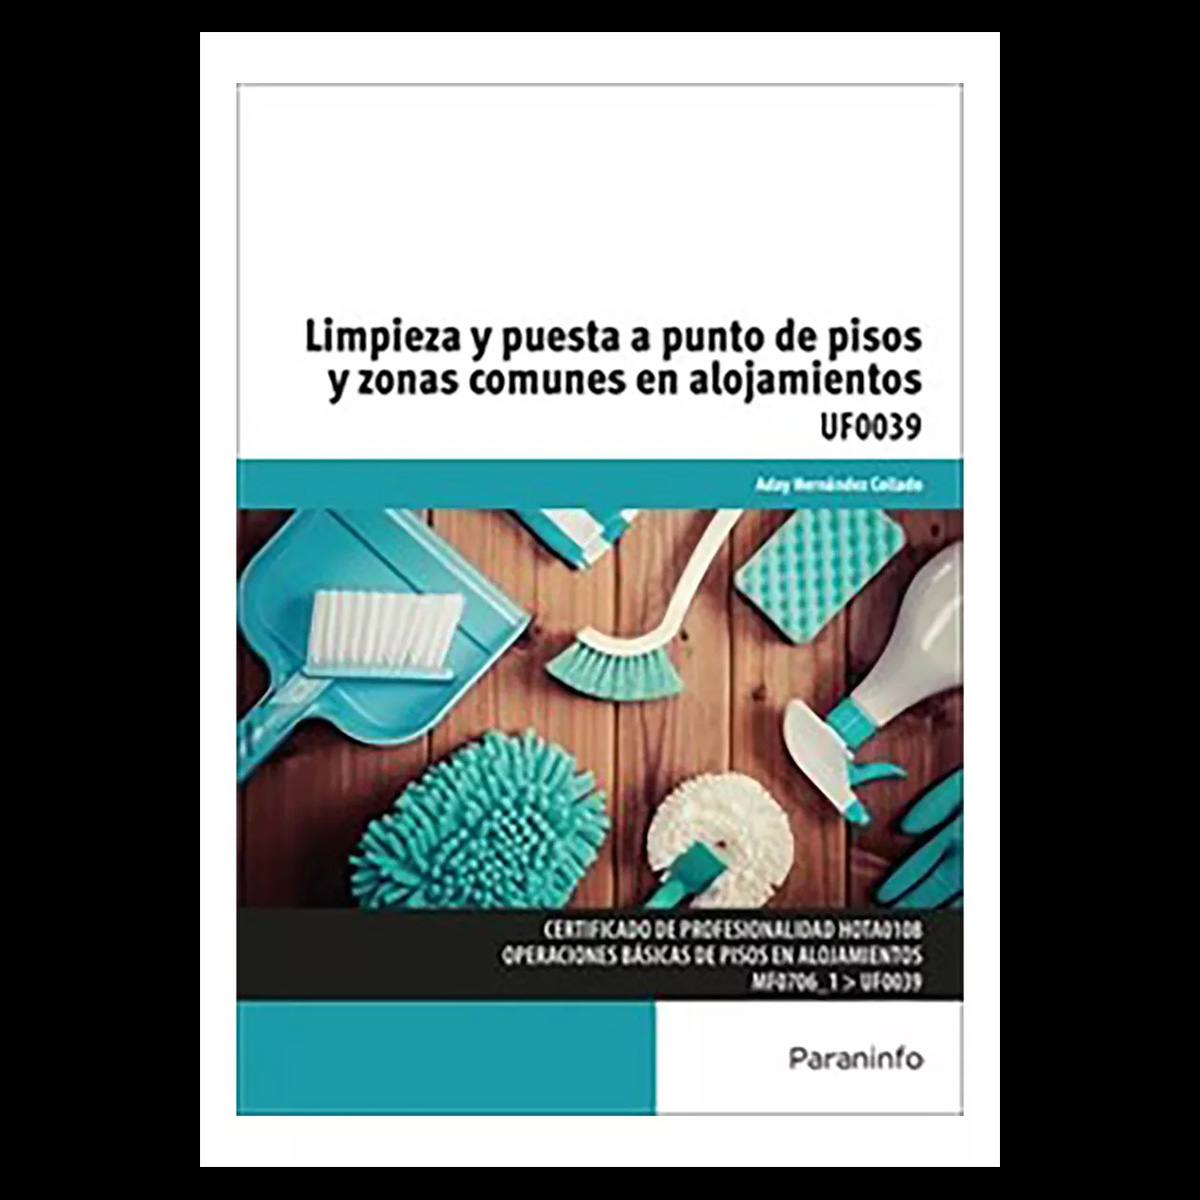 Limpieza y puesta a punto de pisos
y zonas comunes en alojamientos
UF0039
Aday Hernández Collado
CERTIFICADO DE PROFESIONALIDAD HOTA0108
OPERACIONES BÁSICAS DE PISOS EN ALOJAMIENTOS
MF0706_1 > UF0039
Paraninfo